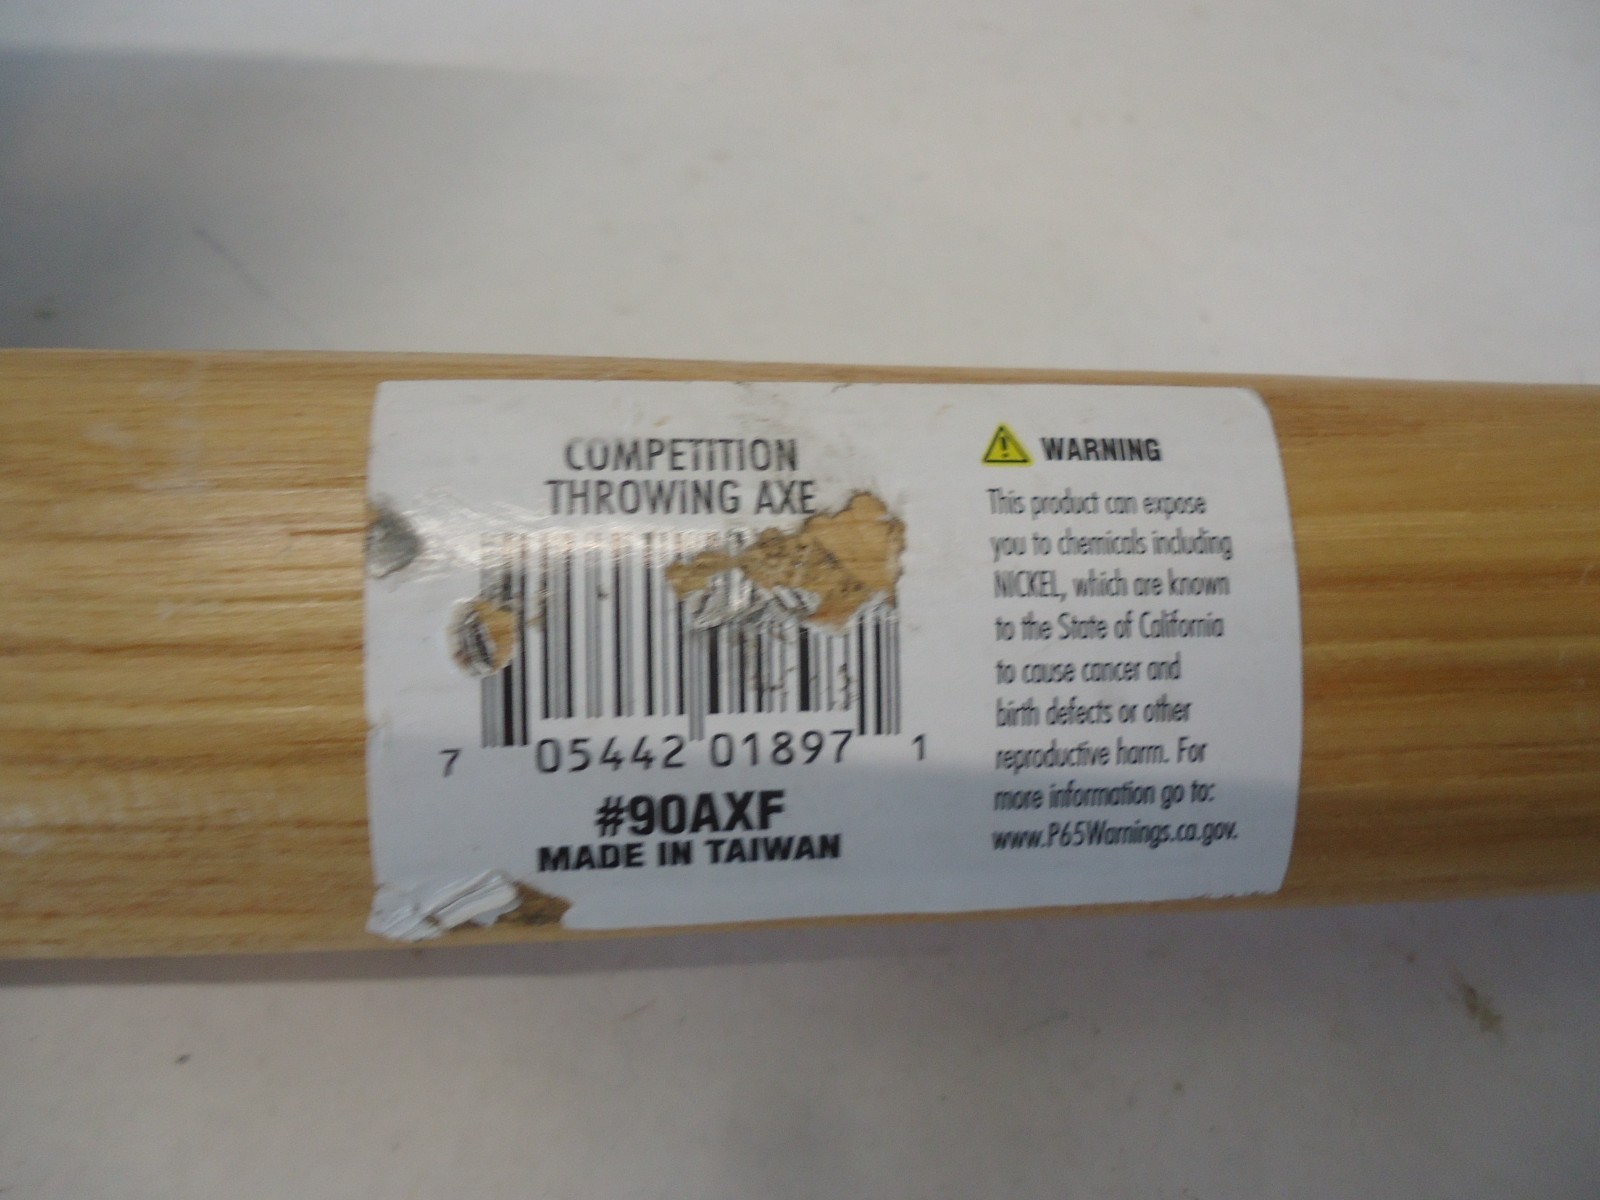 COMPETITION
THROWING AXE
7 05442 01897 1
#90AXF
MADE IN TAIWAN
WARNING
This product can expose
you to chemicals including
NICKEL, which are known
to the State of California
to cause cancer and
birth defects or other
reproductive harm. For
more information go to:
www.P65Warnings.ca.gov.